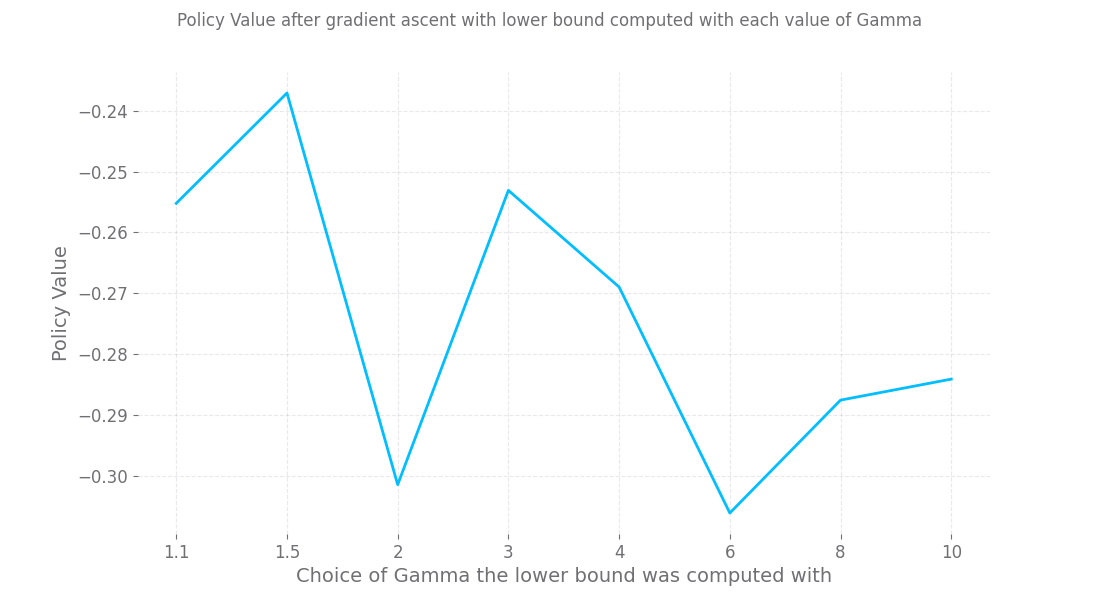 Policy Value after gradient ascent with lower bound computed with each value of Gamma
Policy Value
−0.24
−0.25
−0.26
−0.27
−0.28
−0.29
−0.30
1.1 1.5 2 3 4 6 8 10
Choice of Gamma the lower bound was computed with